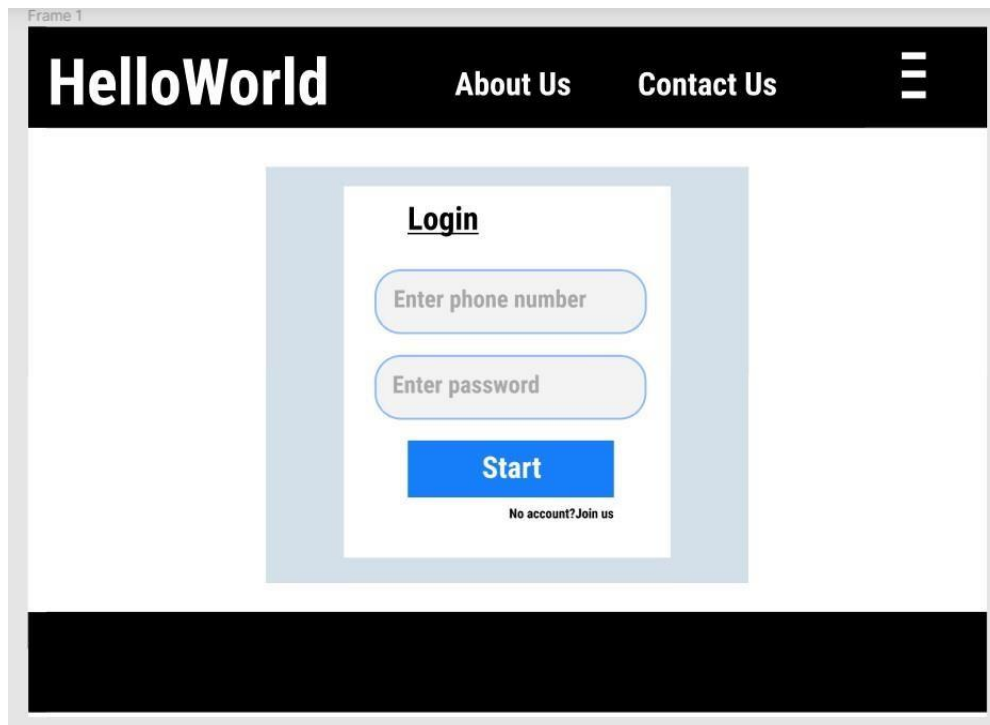 Frame 1
HelloWorld About Us Contact Us
Login
Enter phone number
Enter password
Start
No account?Join us